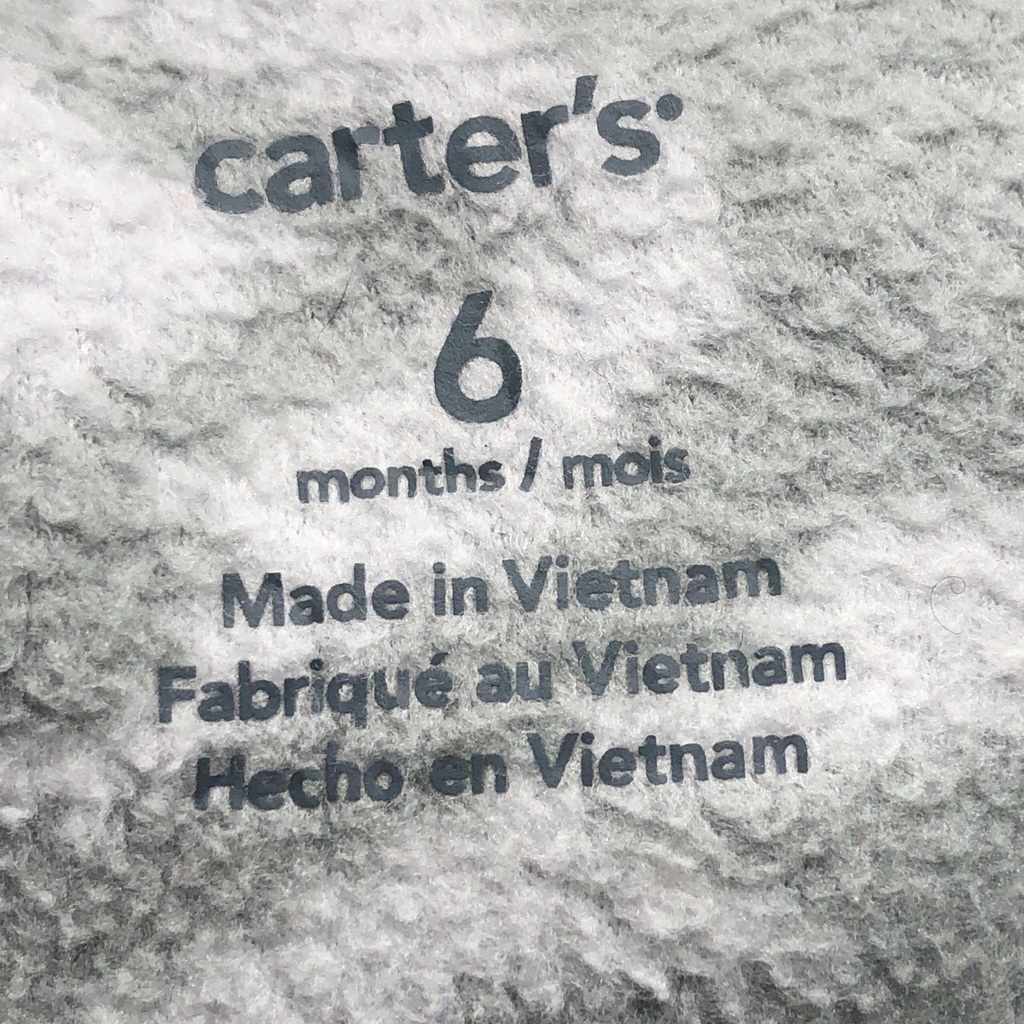 carter's
6
months / mois
Made in Vietnam
Fabriqué au Vietnam
Hecho en Vietnam